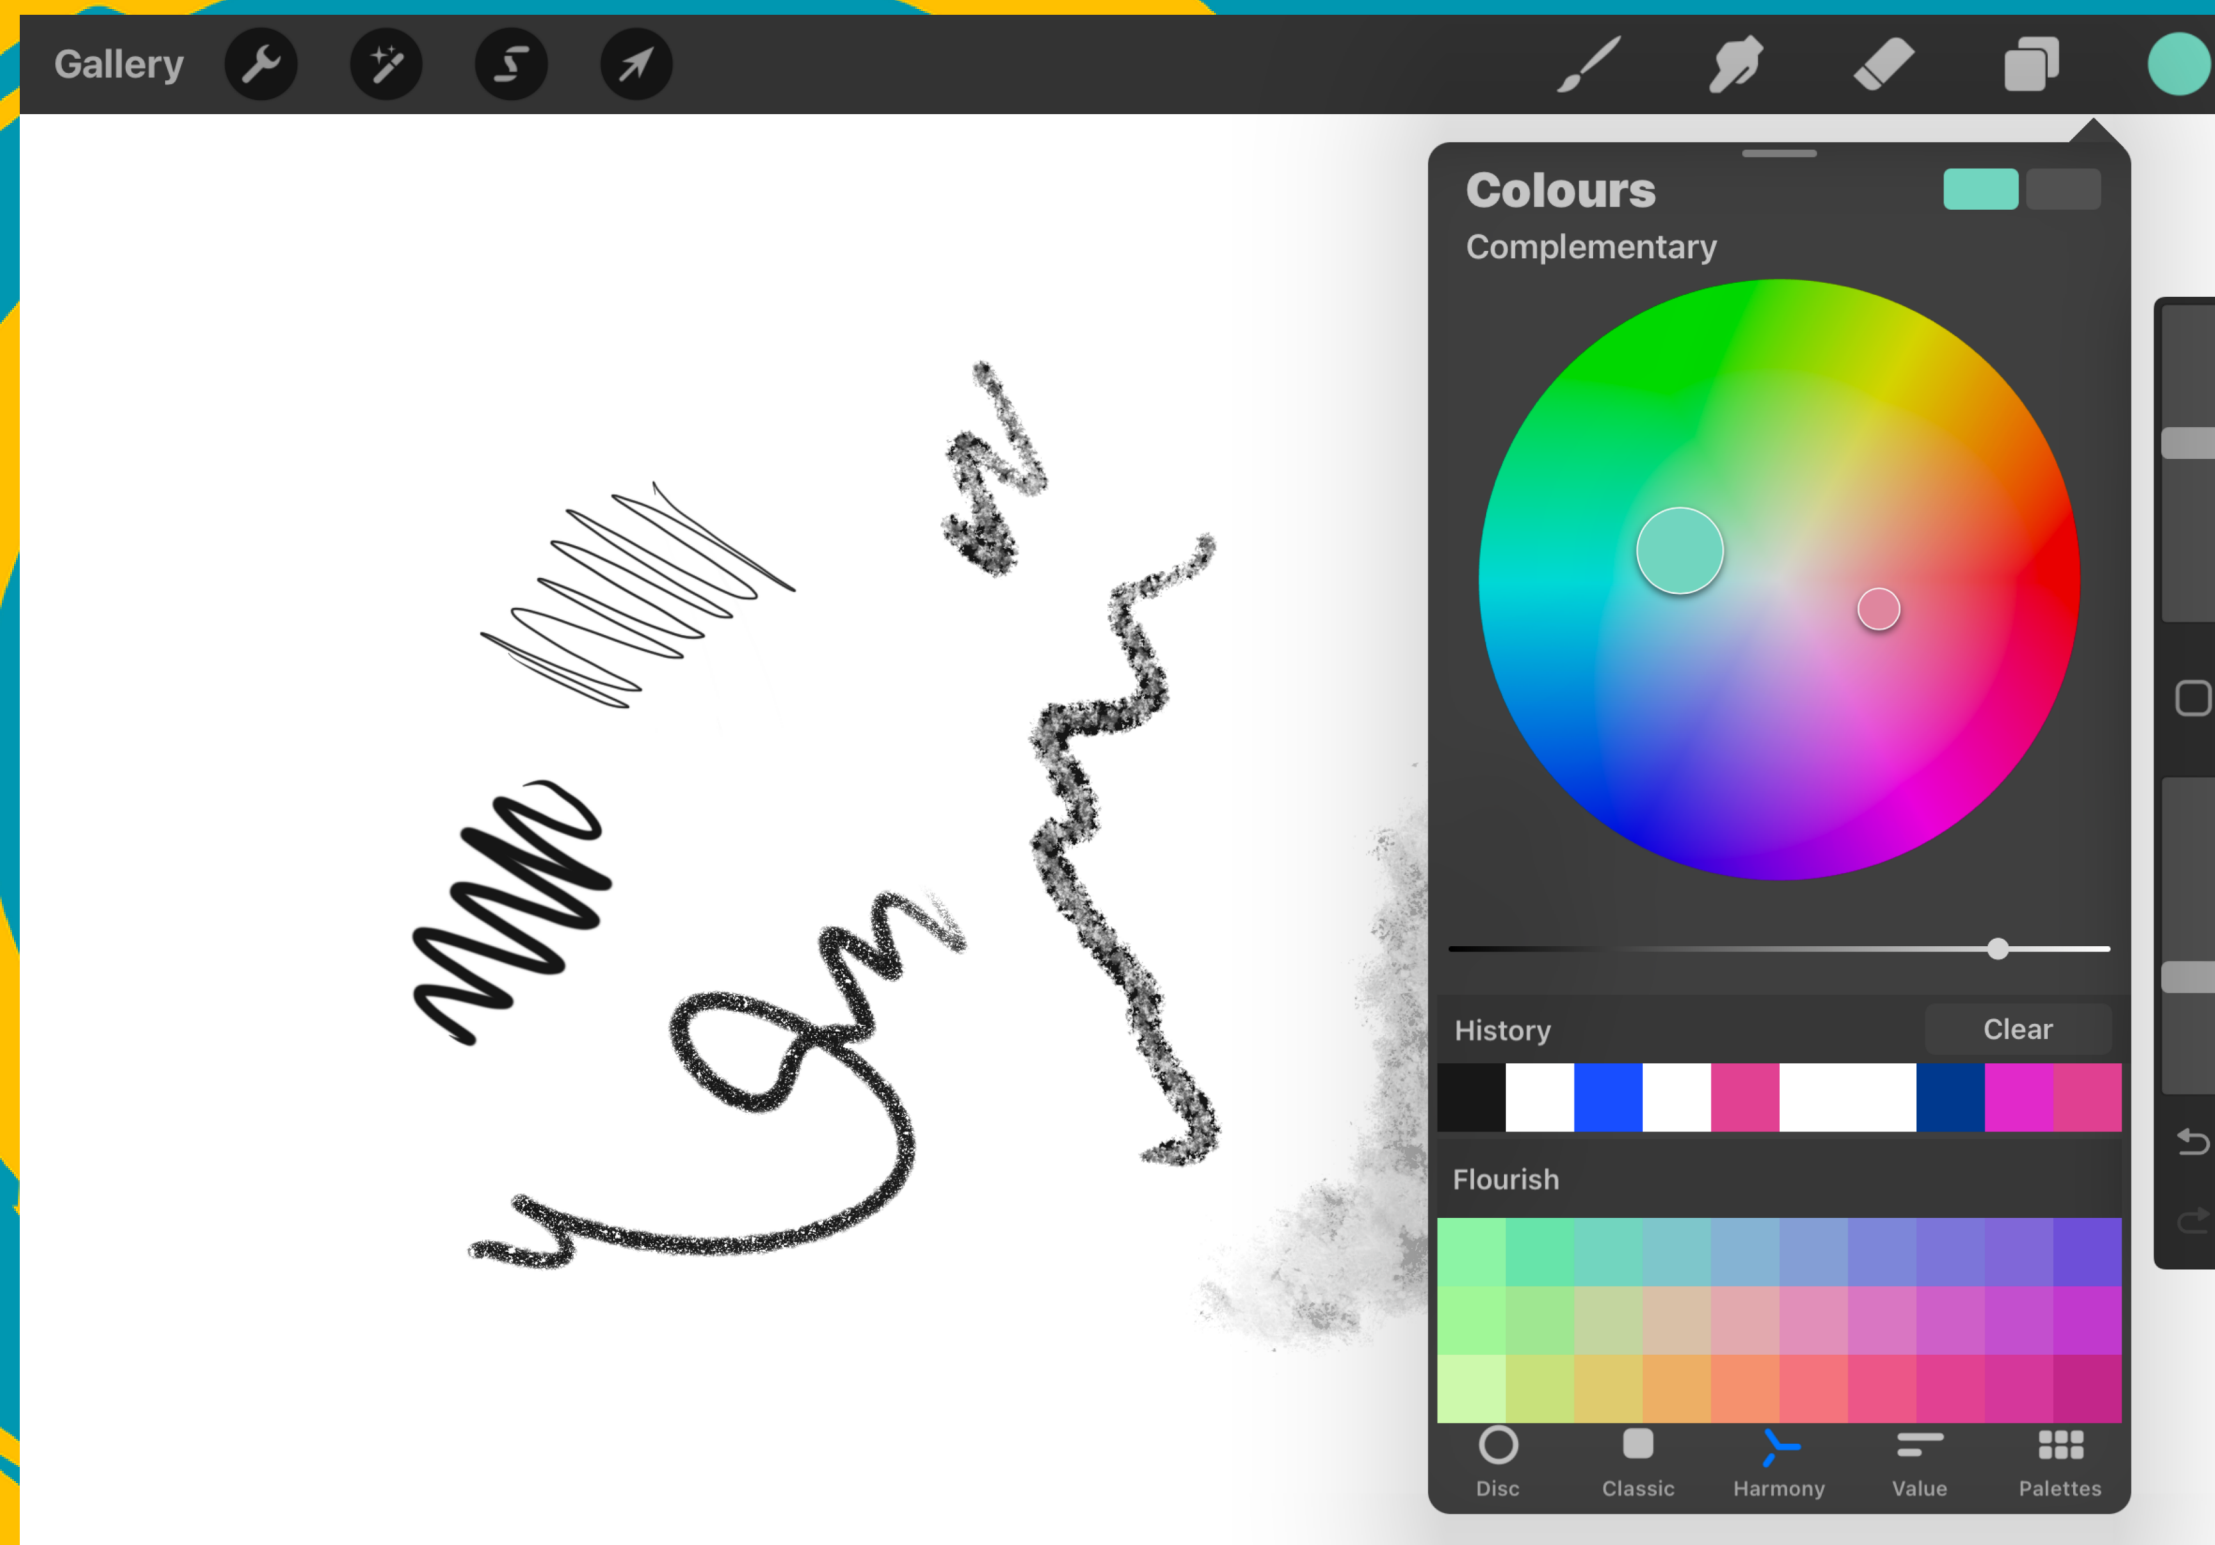 Gallery
Colours
Complementary
History Clear
Flourish
Disc Classic Harmony Value Palettes